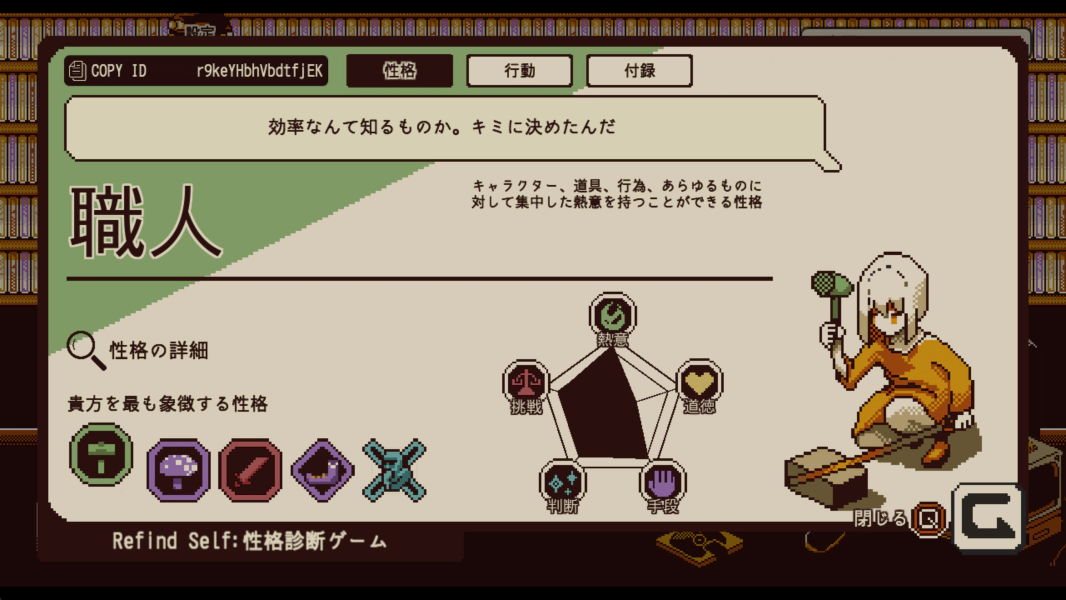 設定
COPY ID r9keYHbhVbdtfjEK 性格 行動 付録
効率なんて知るものか。キミに決めたんだ
職人
キャラクター、道具、行為、あらゆるものに
対して集中した熱意を持つことができる性格
性格の詳細
貴方を最も象徴する性格
熱意
挑戦
道徳
判断
手段
閉じる Q
Refind Self:性格診断ゲーム